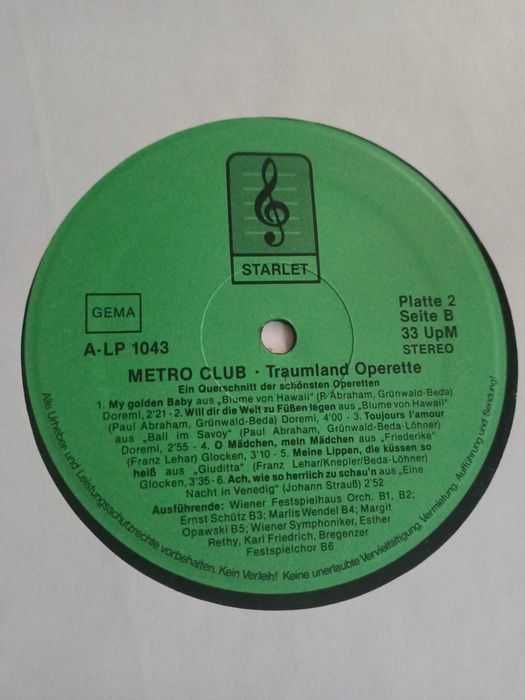 STARLET
GEMA
A-LP 1043
Platte 2
Seite B
33 UpM
STEREO
METRO CLUB · Traumland Operette
Ein Querschnitt der schönsten Operetten
1. My golden Baby aus „Blume von Hawaii" (P. Abraham, Grünwald-Beda)
Doremi, 2'21 - 2. Will dir die Welt zu Füßen legen aus „Blume von Hawaii"
(Paul Abraham, Grünwald-Beda) Doremi, 4'00 - 3. Toujours l'amour
aus „Ball im Savoy" (Paul Abraham, Grünwald-Beda-Löhner)
Doremi, 2'55 - 4. O Mädchen, mein Mädchen aus „Friederike"
(Franz Lehar) Glocken, 3'10 - 5. Meine Lippen, die küssen so
heiß aus „Giuditta" (Franz Lehar/Knepler/Beda-Löhner)
Glocken, 3'35 - 6. Ach, wie so herrlich zu schau'n aus „Eine
Nacht in Venedig" (Johann Strauß) 2'52
Ausführende: Wiener Festspielhaus Orch. B1, B2;
Ernst Schütz B3; Marlis Wendel B4; Margit
Opawski B5; Wiener Symphoniker, Esther
Rethy, Karl Friedrich, Bregenzer
Festspielchor B6
Alle Urheber und Leistungsschutzrechte vorbehalten. Kein Verleih! Keine unerlaubte Vervielfältigung, Vermietung, Aufführung und Sendung!